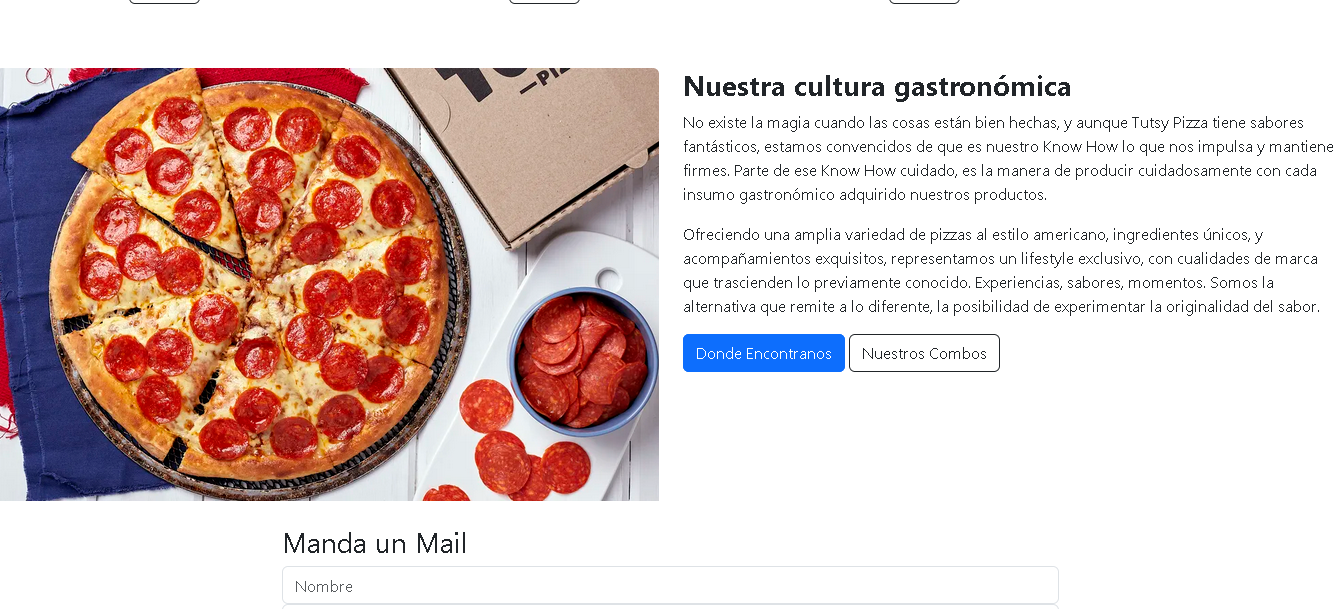 Nuestra cultura gastronómica
No existe la magia cuando las cosas están bien hechas, y aunque Tutsy Pizza tiene sabores
fantásticos, estamos convencidos de que es nuestro Know How lo que nos impulsa y mantiene
firmes. Parte de ese Know How cuidado, es la manera de producir cuidadosamente con cada
insumo gastronómico adquirido nuestros productos.
Ofreciendo una amplia variedad de pizzas al estilo americano, ingredientes únicos, y
acompañamientos exquisitos, representamos un lifestyle exclusivo, con cualidades de marca
que trascienden lo previamente conocido. Experiencias, sabores, momentos. Somos la
alternativa que remite a lo diferente, la posibilidad de experimentar la originalidad del sabor.
Donde Encontranos
Nuestros Combos
Manda un Mail
Nombre